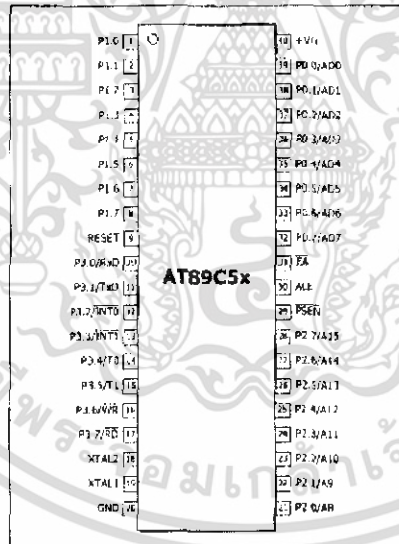 P1.0 1
P1.1 2
P1.2 3
P1.3 4
5
P1.5 6
P1.6 7
P1.7 8
RESET 9
P3.0/RxD 10
P3.1/TxD 11
P3.2/INT0 12
P3.3/INT1 13
P3.4/T0 14
P3.5/T1 15
P3.6/WR 16
P3.7/RD 17
XTAL2 18
XTAL1 19
GND 20
AT89C5x
40
39 P0.0/AD0
38 P0.1/AD1
37 P0.2/AD2
36 P0.3/AD3
35 P0.4/AD4
34 P0.5/AD5
33 P0.6/AD6
32 P0.7/AD7
31 EA
30 ALE
29 PSEN
28 P2.7/A15
27 P2.6/A14
26 P2.5/A13
25 P2.4/A12
24 P2.3/A11
23 P2.2/A10
22 P2.1/A9
21 P2.0/A8